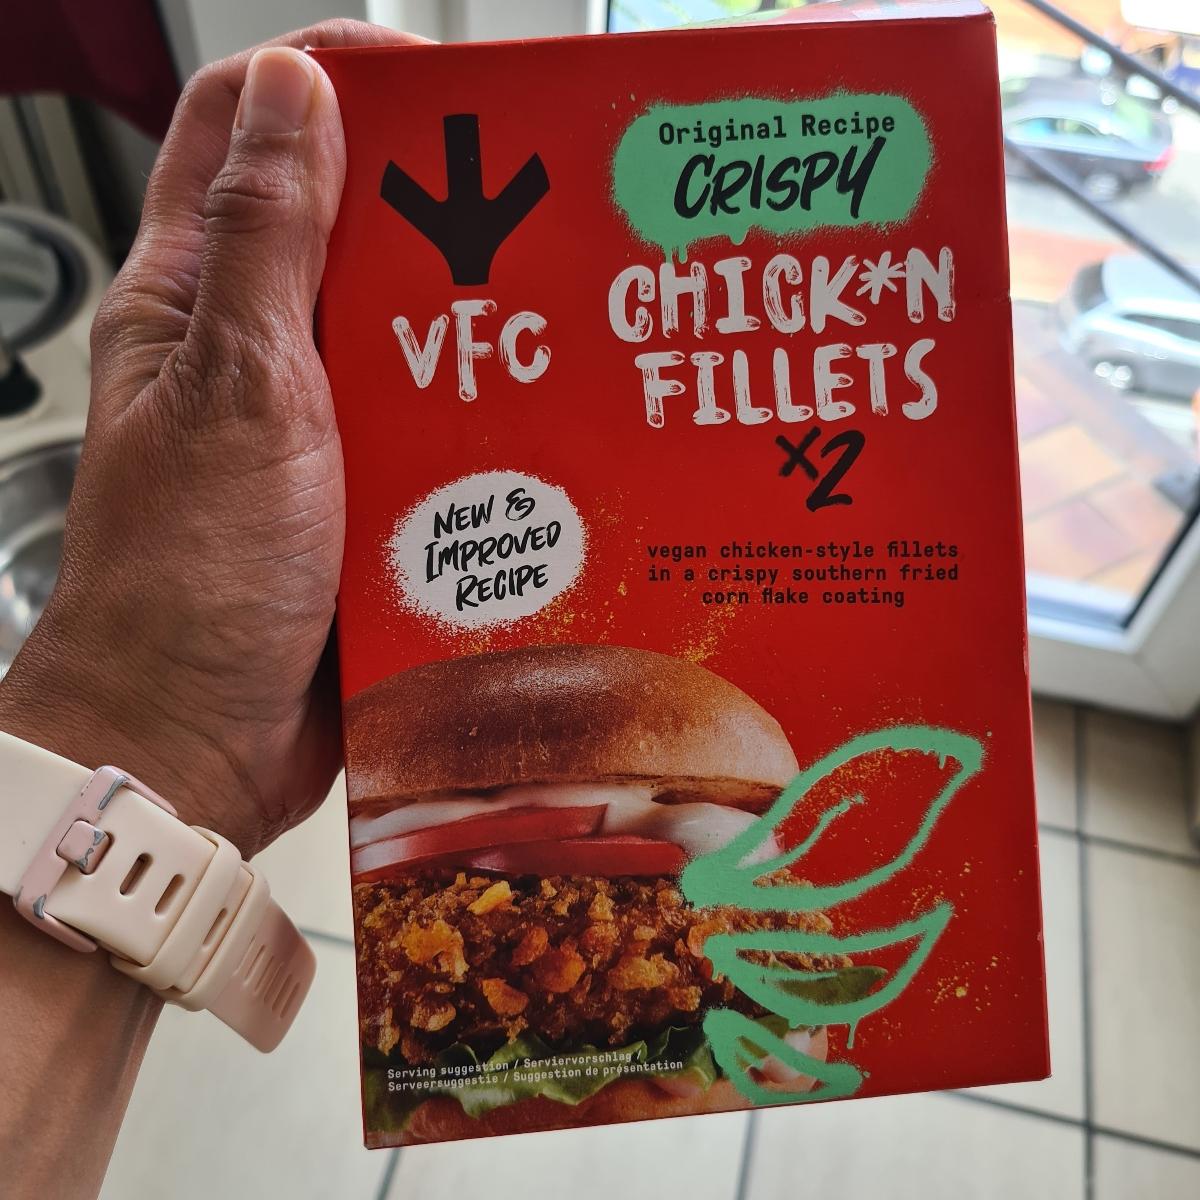 Original Recipe
CRISPY
CHICK*N
FILLETS
x2
VFC
NEW &
IMPROVED
RECIPE
vegan chicken-style fillets
in a crispy southern fried
corn flake coating
Serving suggestion / Serviervorschlag /
Serveersuggestie / Suggestion de présentation